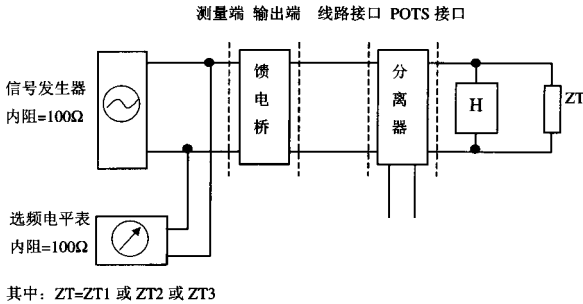 测量端 输出端 线路接口 POTS 接口
信号发生器
内阻=100Ω
馈电桥
分离器
H
ZT
选频电平表
内阻=100Ω
其中：ZT=ZT1 或 ZT2 或 ZT3